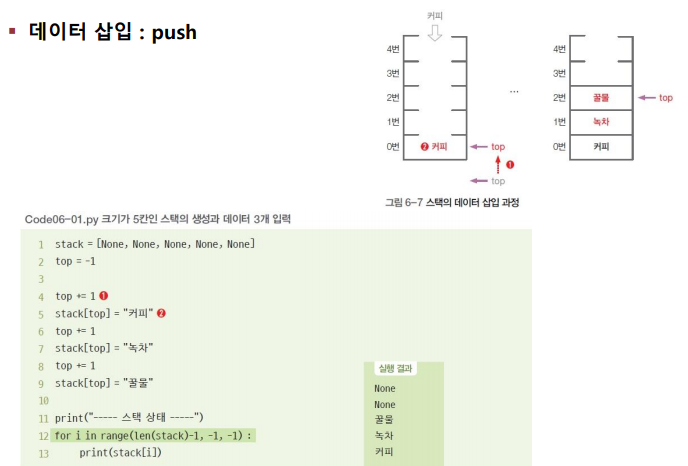 데이터 삽입 : push
커피
4번
3번
2번
1번
0번 ❷ 커피 top
❶
top
...
4번
3번
2번 꿀물 top
1번 녹차
0번 커피
그림 6-7 스택의 데이터 삽입 과정
Code06-01.py 크기가 5칸인 스택의 생성과 데이터 3개 입력
1 stack = [None, None, None, None, None]
2 top = -1
3
4 top += 1 ❶
5 stack[top] = "커피" ❷
6 top += 1
7 stack[top] = "녹차"
8 top += 1
9 stack[top] = "꿀물"
10
11 print("----- 스택 상태 -----")
12 for i in range(len(stack)-1, -1, -1) :
13 print(stack[i])
실행 결과
None
None
꿀물
녹차
커피